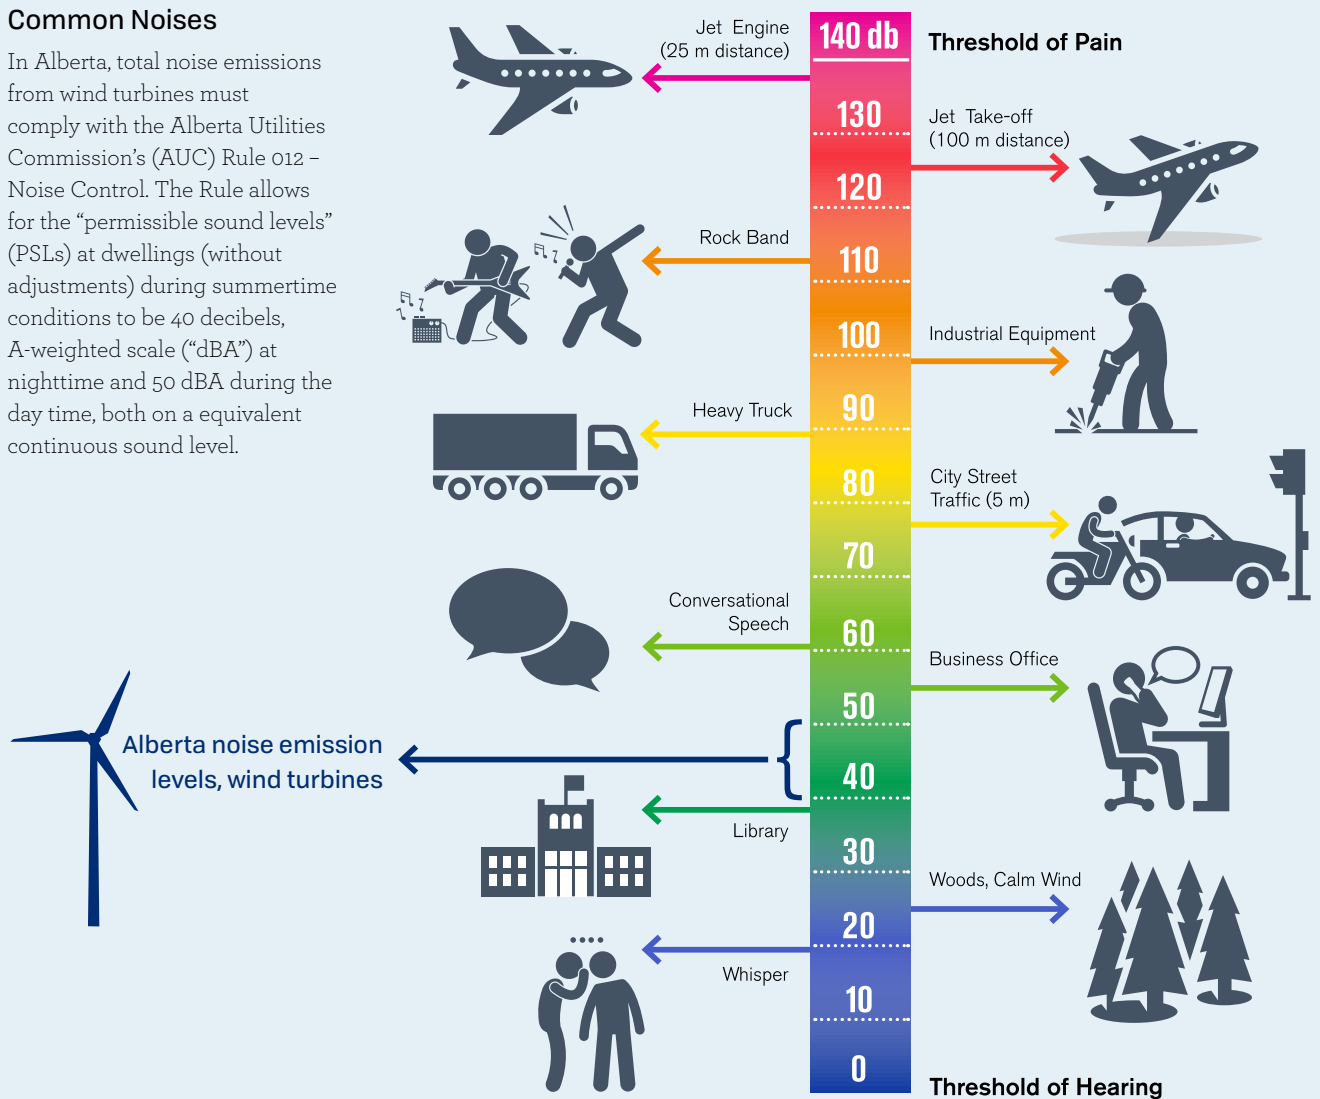 Common Noises
In Alberta, total noise emissions
from wind turbines must
comply with the Alberta Utilities
Commission’s (AUC) Rule 012 –
Noise Control. The Rule allows
for the “permissible sound levels”
(PSLs) at dwellings (without
adjustments) during summertime
conditions to be 40 decibels,
A-weighted scale (“dBA”) at
nighttime and 50 dBA during the
day time, both on a equivalent
continuous sound level.
Jet Engine
(25 m distance)
140 db
Threshold of Pain
130
Jet Take-off
(100 m distance)
120
Rock Band
110
100
Industrial Equipment
Heavy Truck
90
80
City Street
Traffic (5 m)
70
Conversational
Speech
60
Business Office
50
Alberta noise emission
levels, wind turbines
40
Library
30
Woods, Calm Wind
20
Whisper
10
0
Threshold of Hearing